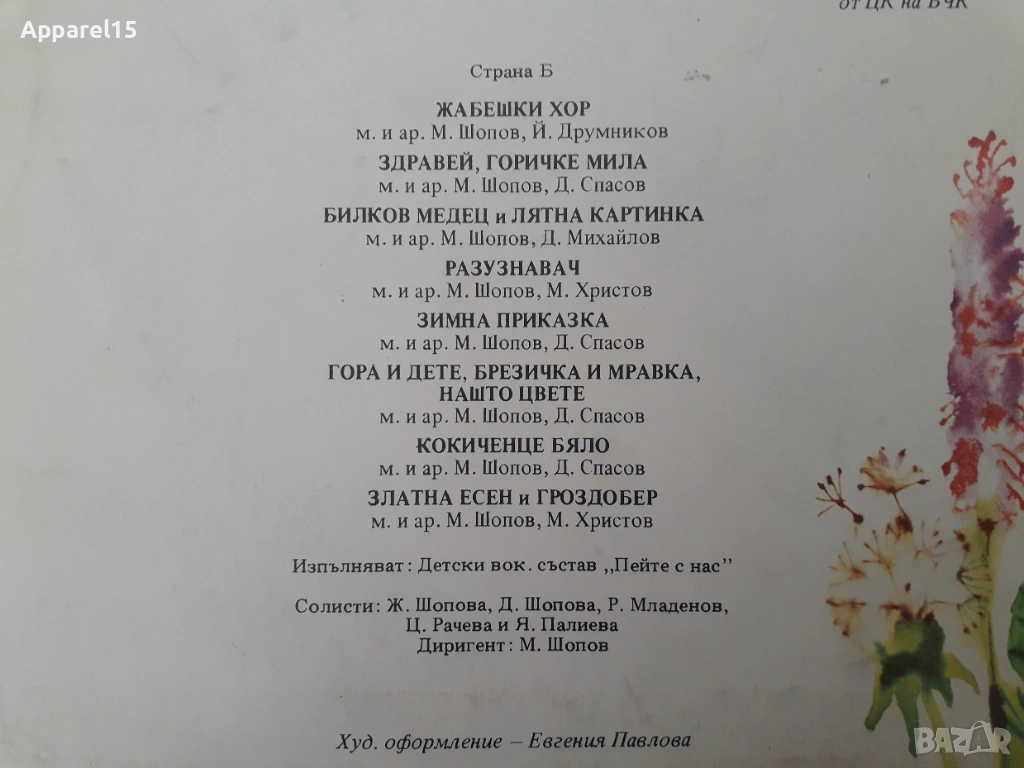 Apparel15
от ЦК на БЧК
Страна Б
ЖАБЕШКИ ХОР
м. и ар. М. Шопов, Й. Друмников
ЗДРАВЕЙ, ГОРИЧКЕ МИЛА
м. и ар. М. Шопов, Д. Спасов
БИЛКОВ МЕДЕЦ и ЛЯТНА КАРТИНКА
м. и ар. М. Шопов, Д. Михайлов
РАЗУЗНАВАЧ
м. и ар. М. Шопов, М. Христов
ЗИМНА ПРИКАЗКА
м. и ар. М. Шопов, Д. Спасов
ГОРА И ДЕТЕ, БРЕЗИЧКА И МРАВКА,
НАШТО ЦВЕТЕ
м. и ар. М. Шопов, Д. Спасов
КОКИЧЕНЦЕ БЯЛО
м. и ар. М. Шопов, Д. Спасов
ЗЛАТНА ЕСЕН и ГРОЗДОБЕР
м. и ар. М. Шопов, М. Христов
Изпълняват: Детски вок. състав „Пейте с нас"
Солисти: Ж. Шопова, Д. Шопова, Р. Младенов,
Ц. Рачева и Я. Палиева
Диригент: М. Шопов
Худ. оформление – Евгения Павлова
BAZAR